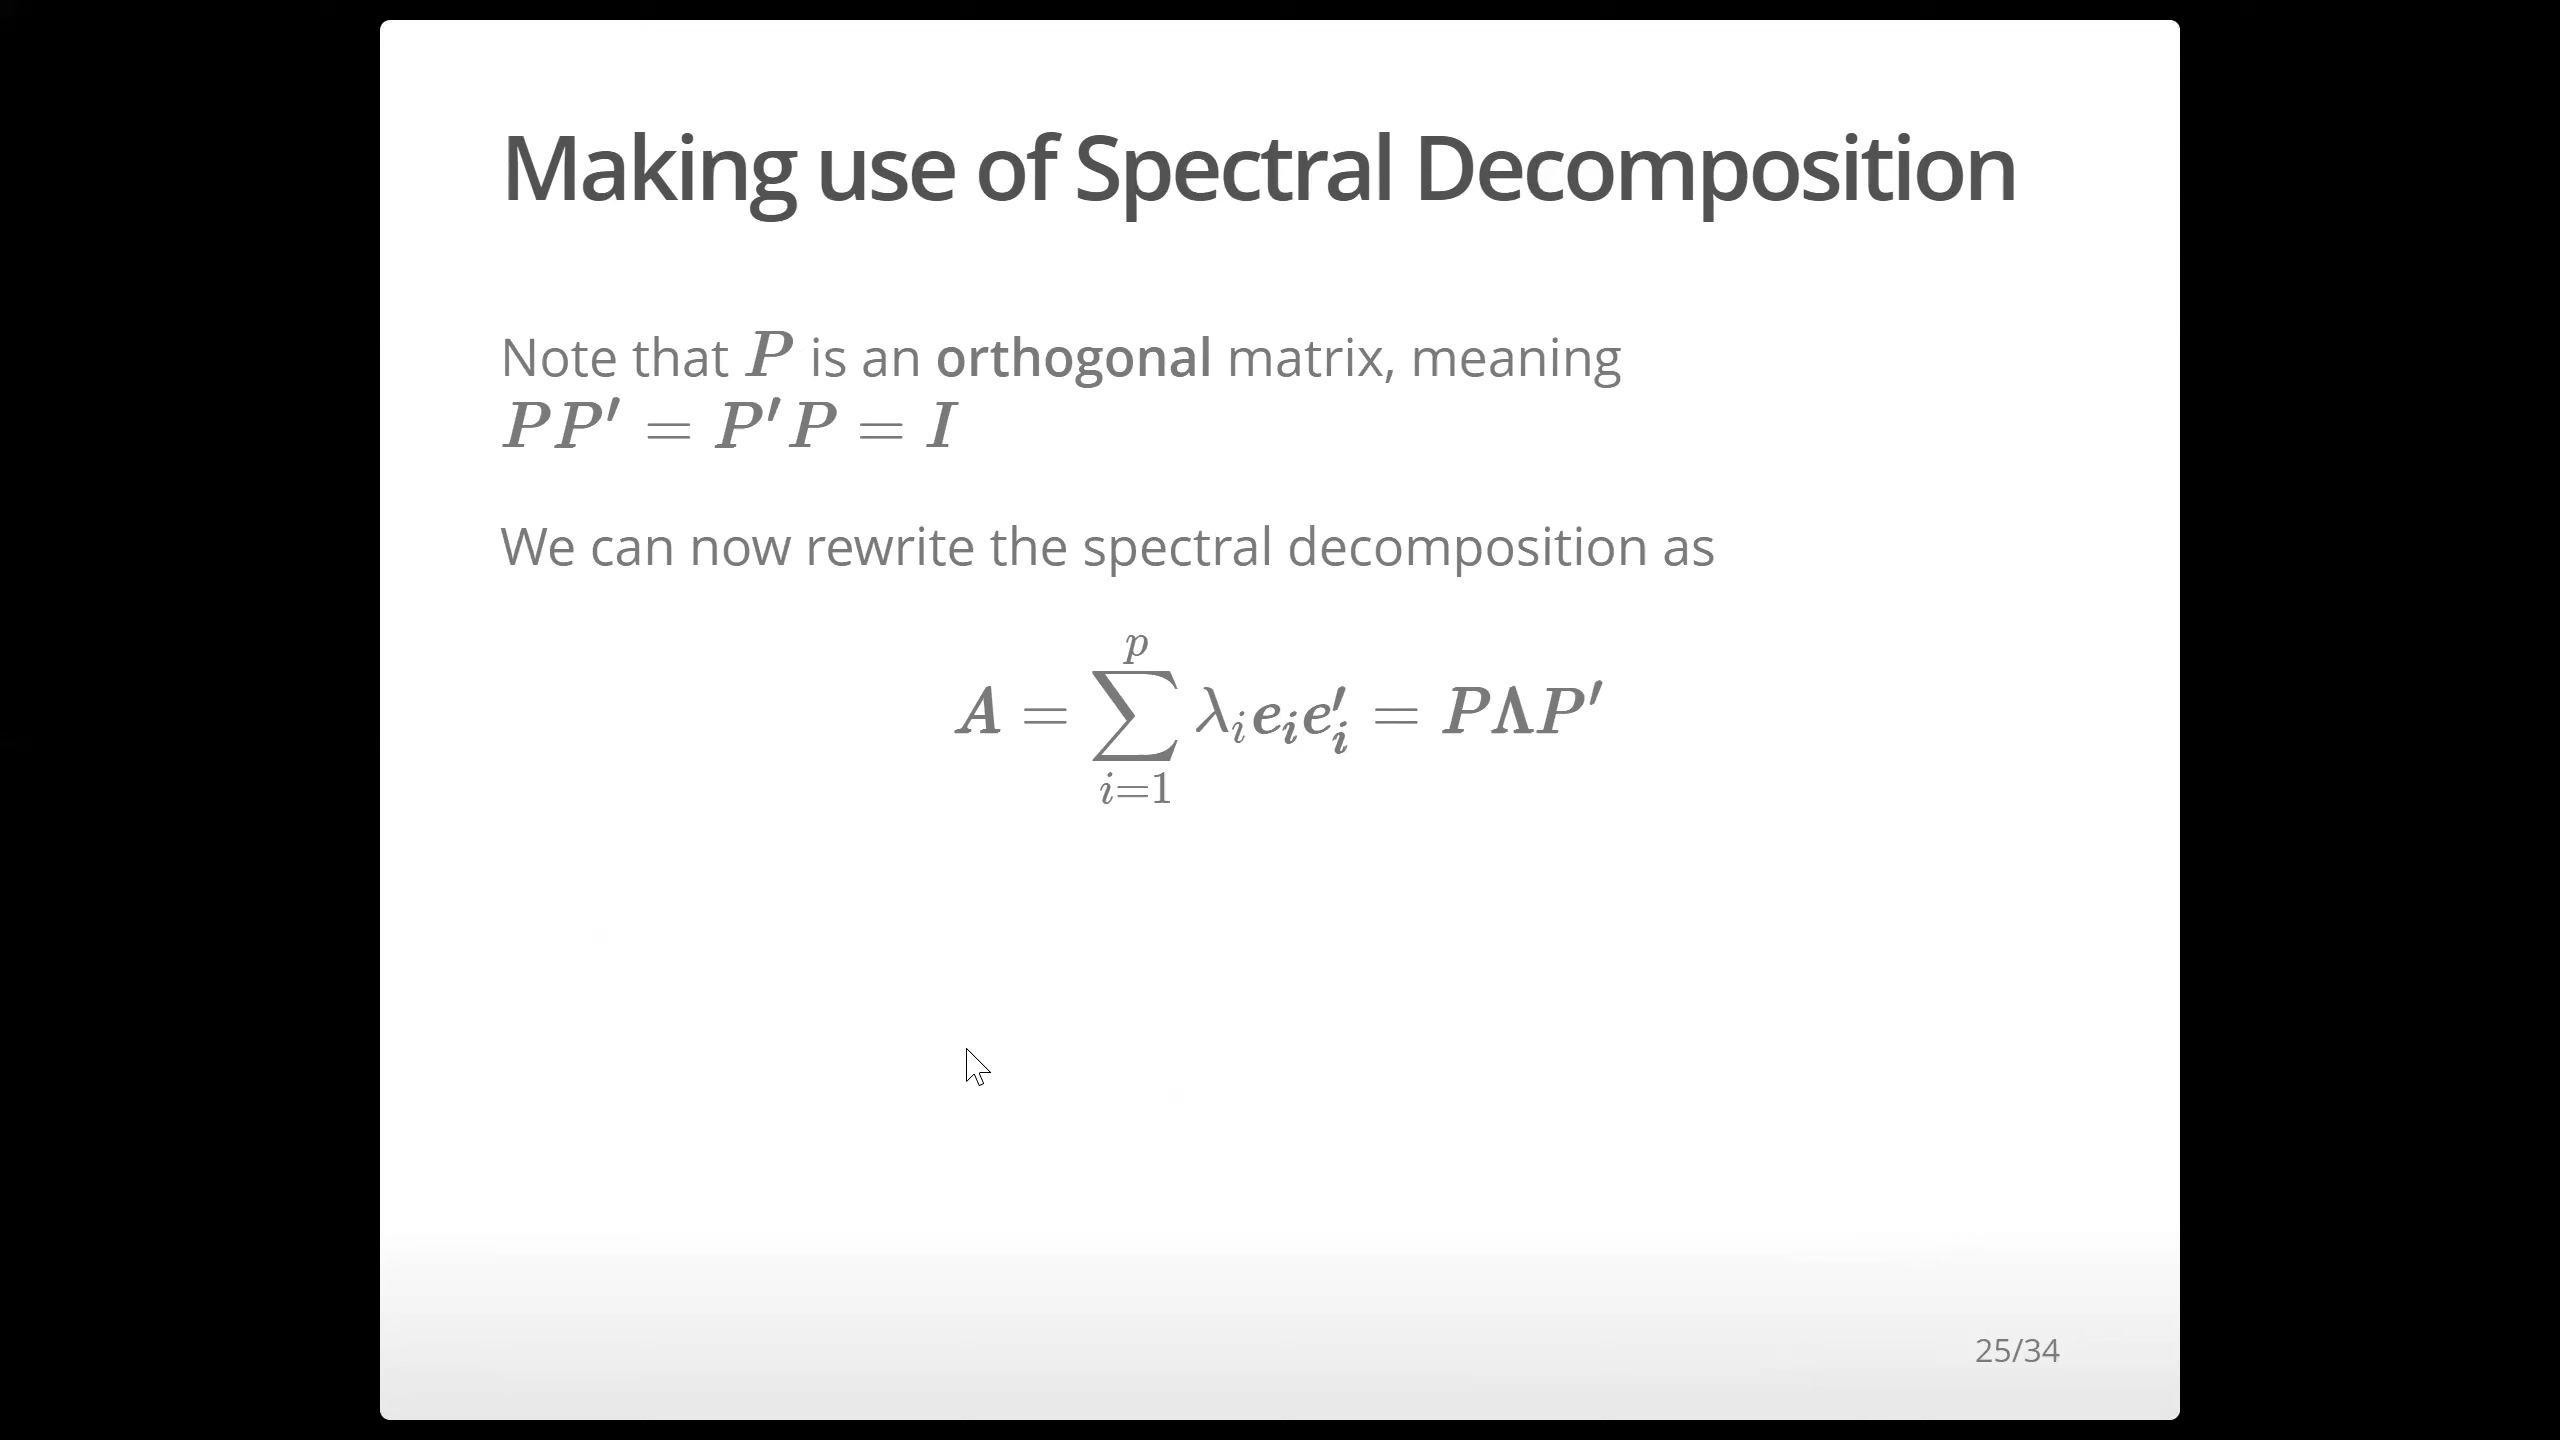 Making use of Spectral Decomposition
Note that P is an orthogonal matrix, meaning
PP′ = P′P = I
We can now rewrite the spectral decomposition as
A = ∑_{i=1}^{p} λ_i e_i e′_i = PΛP′
25/34